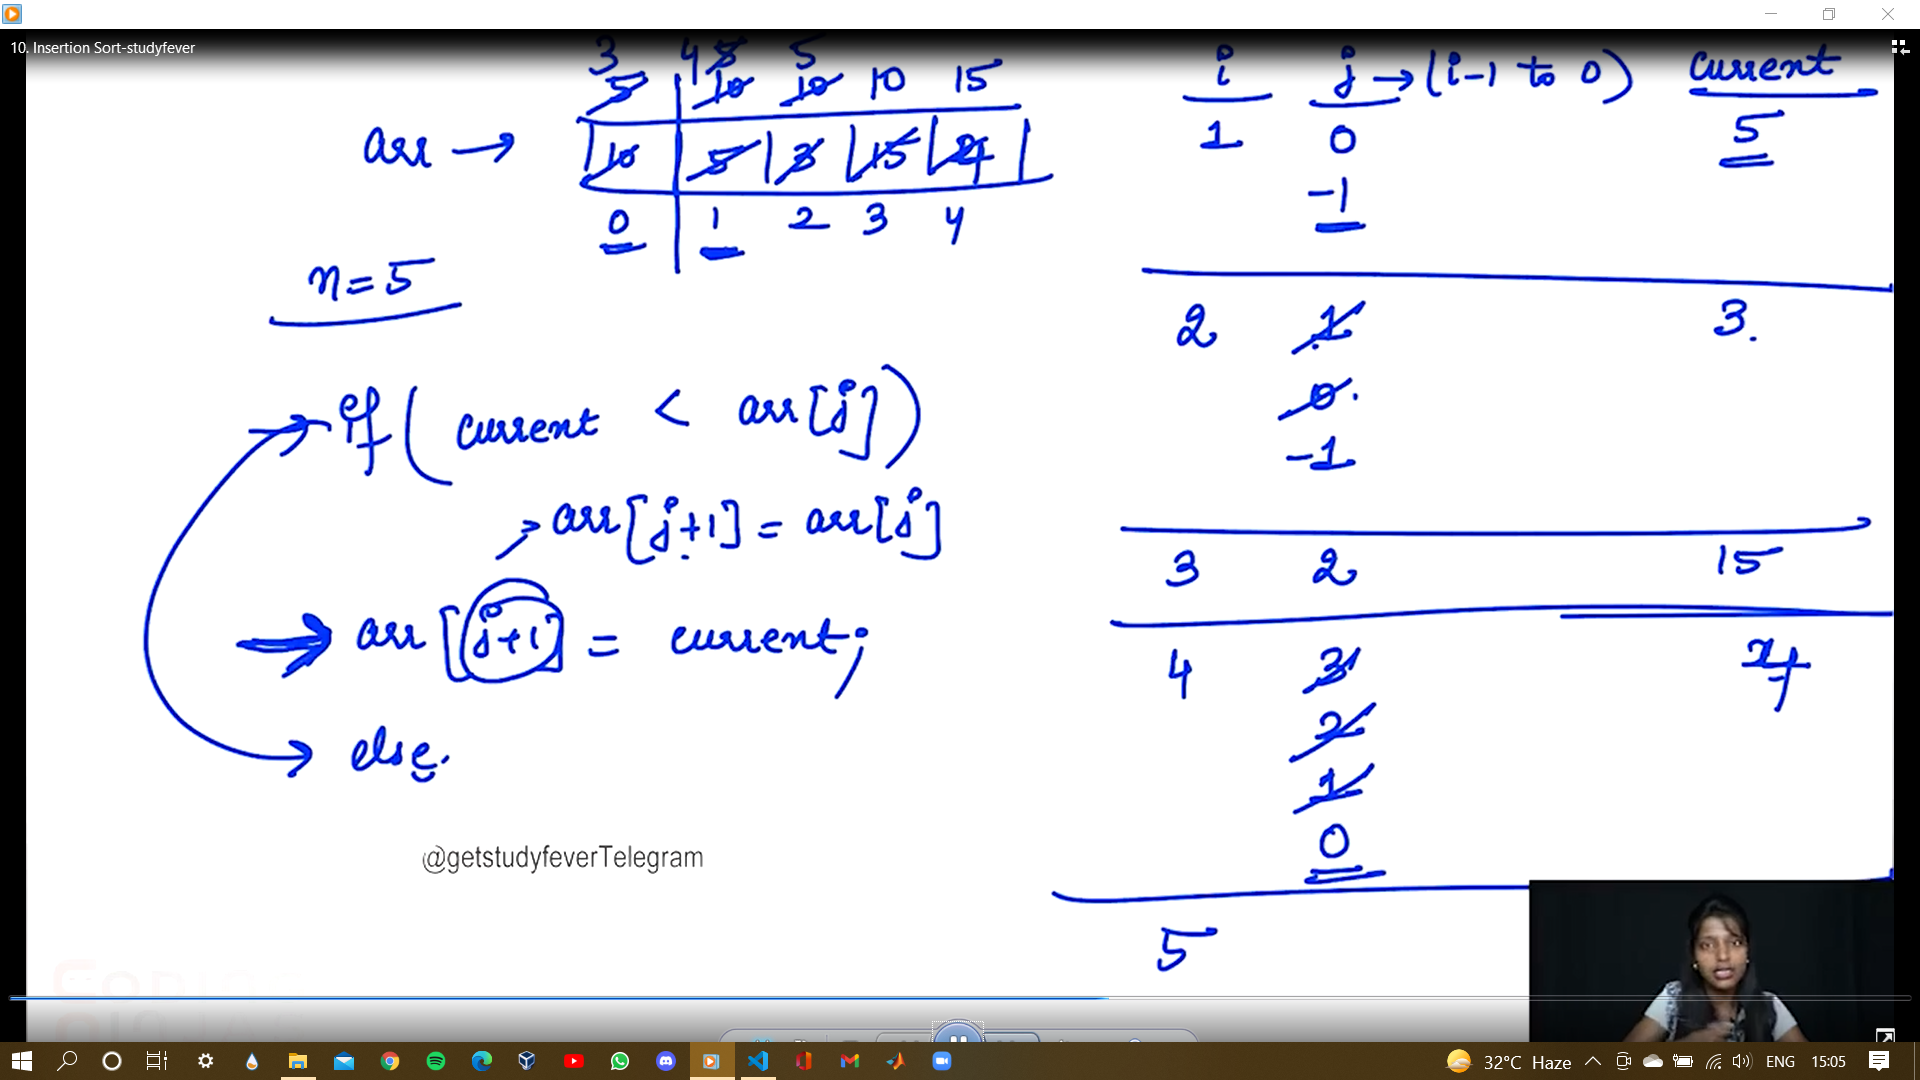 10. Insertion Sort-studyfever
3 4 5 5
5 10 10 10 15
arr → 10 5 3 15 4
0 1 2 3 4
n=5
if ( current < arr[j] )
arr[j+1] = arr[j]
arr[j+1] = current;
else.
i j → (i-1 to 0) current
1 0 5
-1
2 1 3.
0.
-1
3 2 15
4 3
2
1
0
5
@getstudyfeverTelegram
32°C Haze ENG 15:05